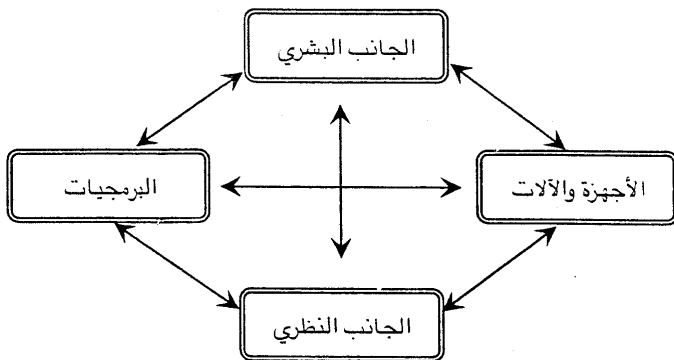 الجانب البشري
الأجهزة والآلات
البرمجيات
الجانب النظري